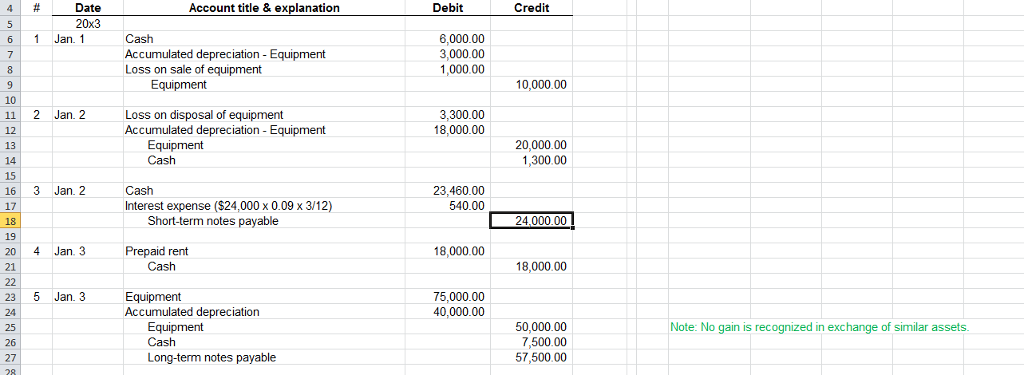 4 # Date Account title & explanation Debit Credit
5 20x3
6 1 Jan. 1 Cash 6,000.00
7 Accumulated depreciation - Equipment 3,000.00
8 Loss on sale of equipment 1,000.00
9 Equipment 10,000.00
10
11 2 Jan. 2 Loss on disposal of equipment 3,300.00
12 Accumulated depreciation - Equipment 18,000.00
13 Equipment 20,000.00
14 Cash 1,300.00
15
16 3 Jan. 2 Cash 23,460.00
17 Interest expense ($24,000 x 0.09 x 3/12) 540.00
18 Short-term notes payable 24,000.00
19
20 4 Jan. 3 Prepaid rent 18,000.00
21 Cash 18,000.00
22
23 5 Jan. 3 Equipment 75,000.00
24 Accumulated depreciation 40,000.00
25 Equipment 50,000.00 Note: No gain is recognized in exchange of similar assets.
26 Cash 7,500.00
27 Long-term notes payable 57,500.00
28